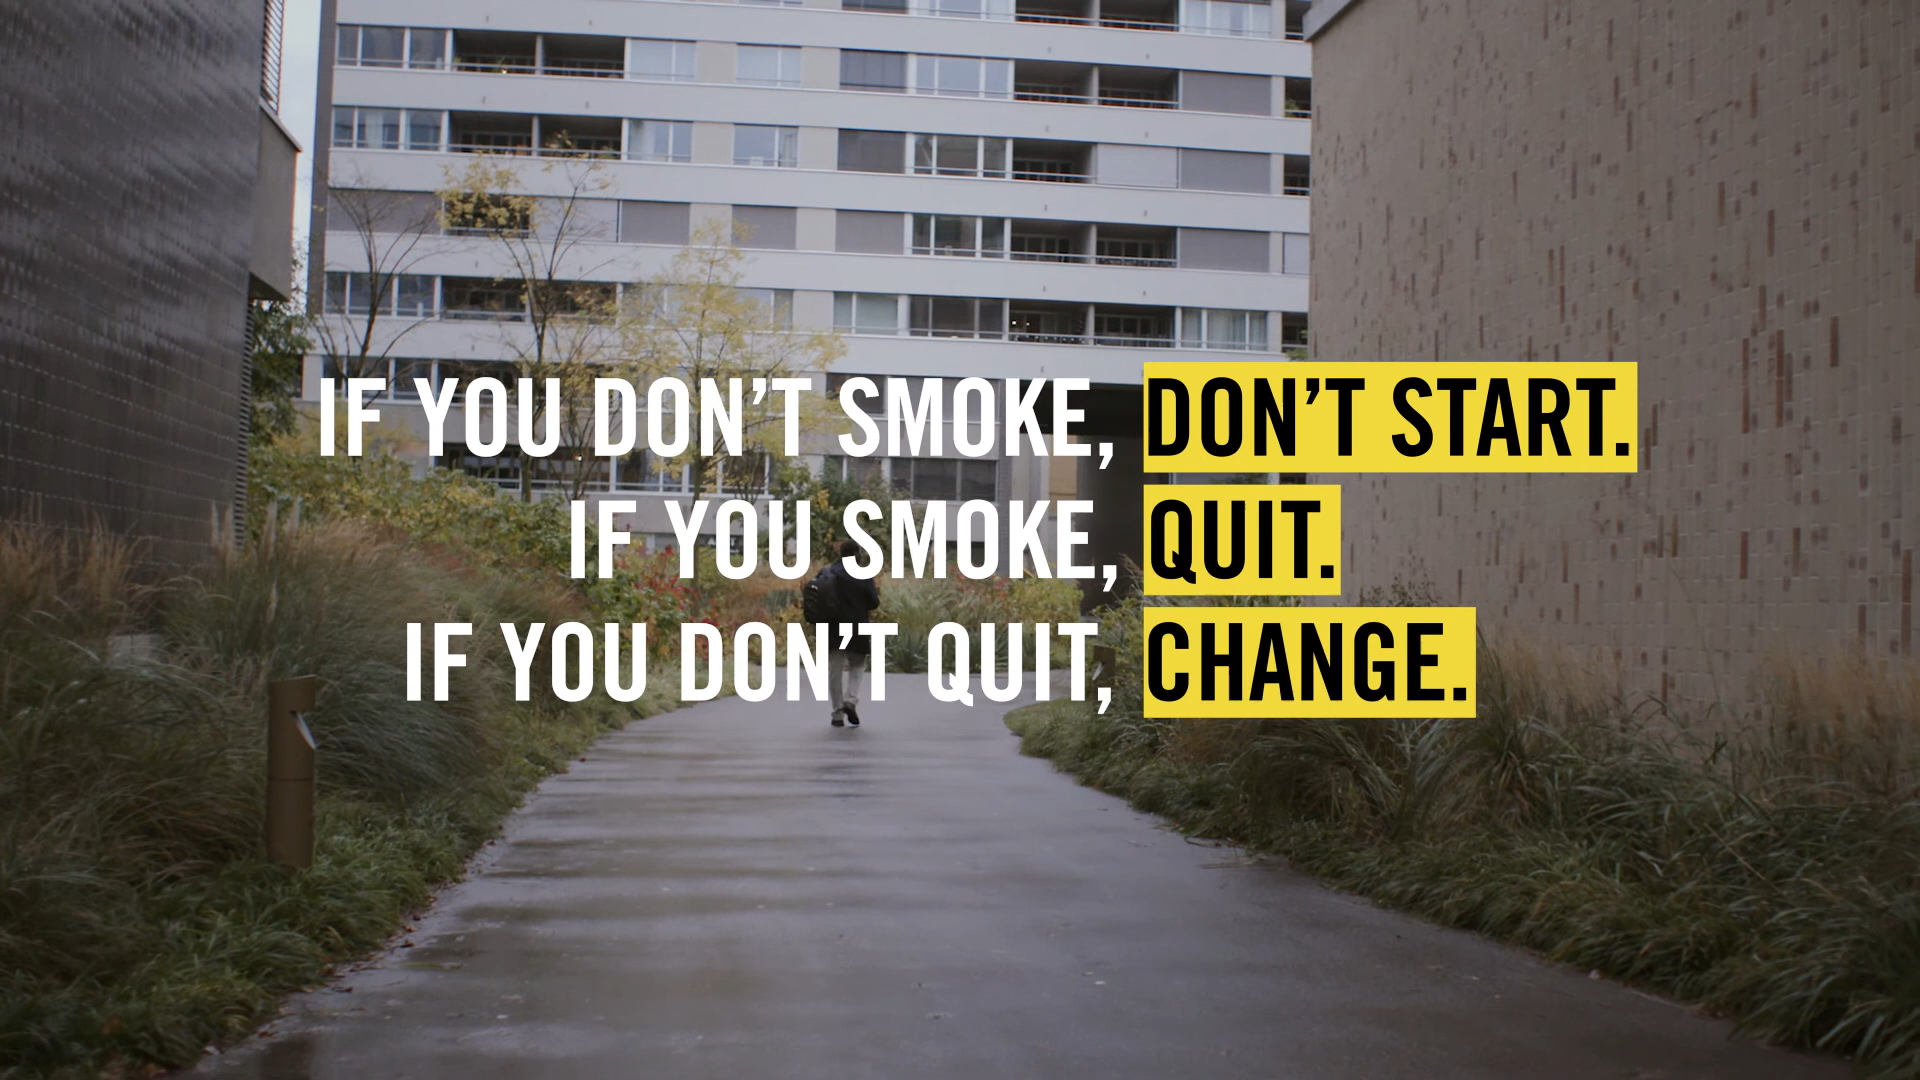 IF YOU DON’T SMOKE, DON’T START.
IF YOU SMOKE, QUIT.
IF YOU DON’T QUIT, CHANGE.